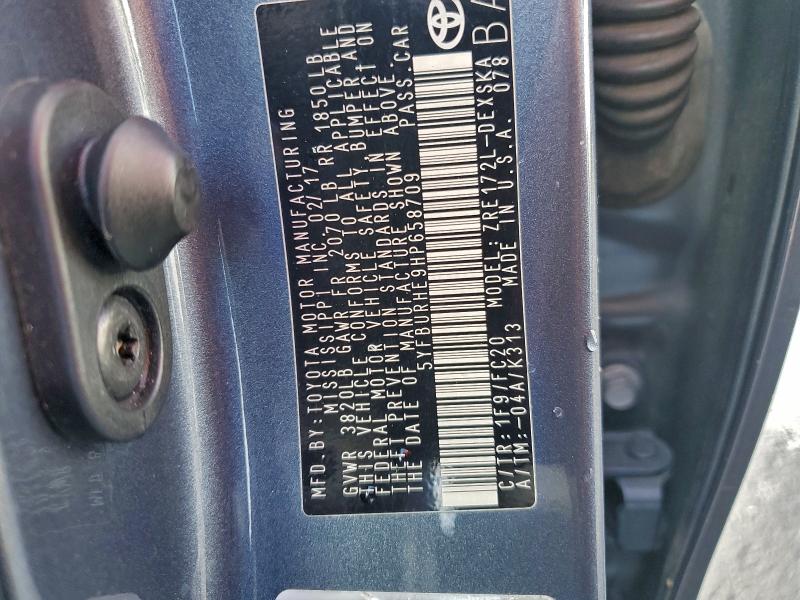 MFD.BY:TOYOTA MOTOR MANUFACTURING
MISSISSIPPI INC. 02/17
GVWR 3820LB GAWR FR 2070 LB RR 1850LB
THIS VEHICLE CONFORMS TO ALL APPLICABLE
FEDERAL MOTOR VEHICLE SAFETY, BUMPER AND
THEFT PREVENTION STANDARDS IN EFFECT ON
THE DATE OF MANUFACTURE SHOWN ABOVE.
5YFBURHE9HP658709 PASS.CAR
C/TR:1F97/FC20 MODEL:ZRE172L-DEXSKA
A/TM:-04A/K313 MADE IN U.S.A. 078
BA